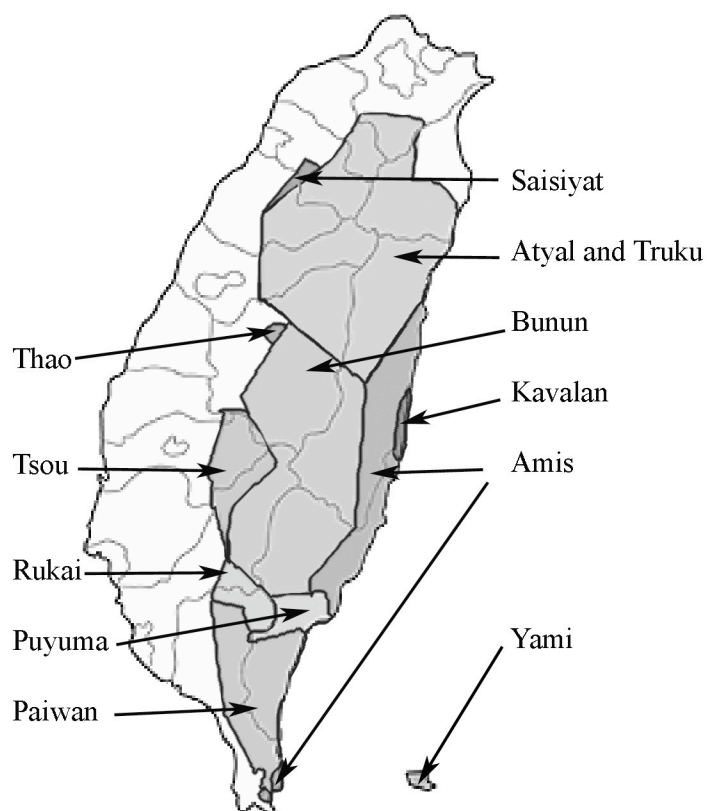 Saisiyat
Atyal and Truku
Bunun
Thao
Kavalan
Tsou
Amis
Rukai
Puyuma
Yami
Paiwan